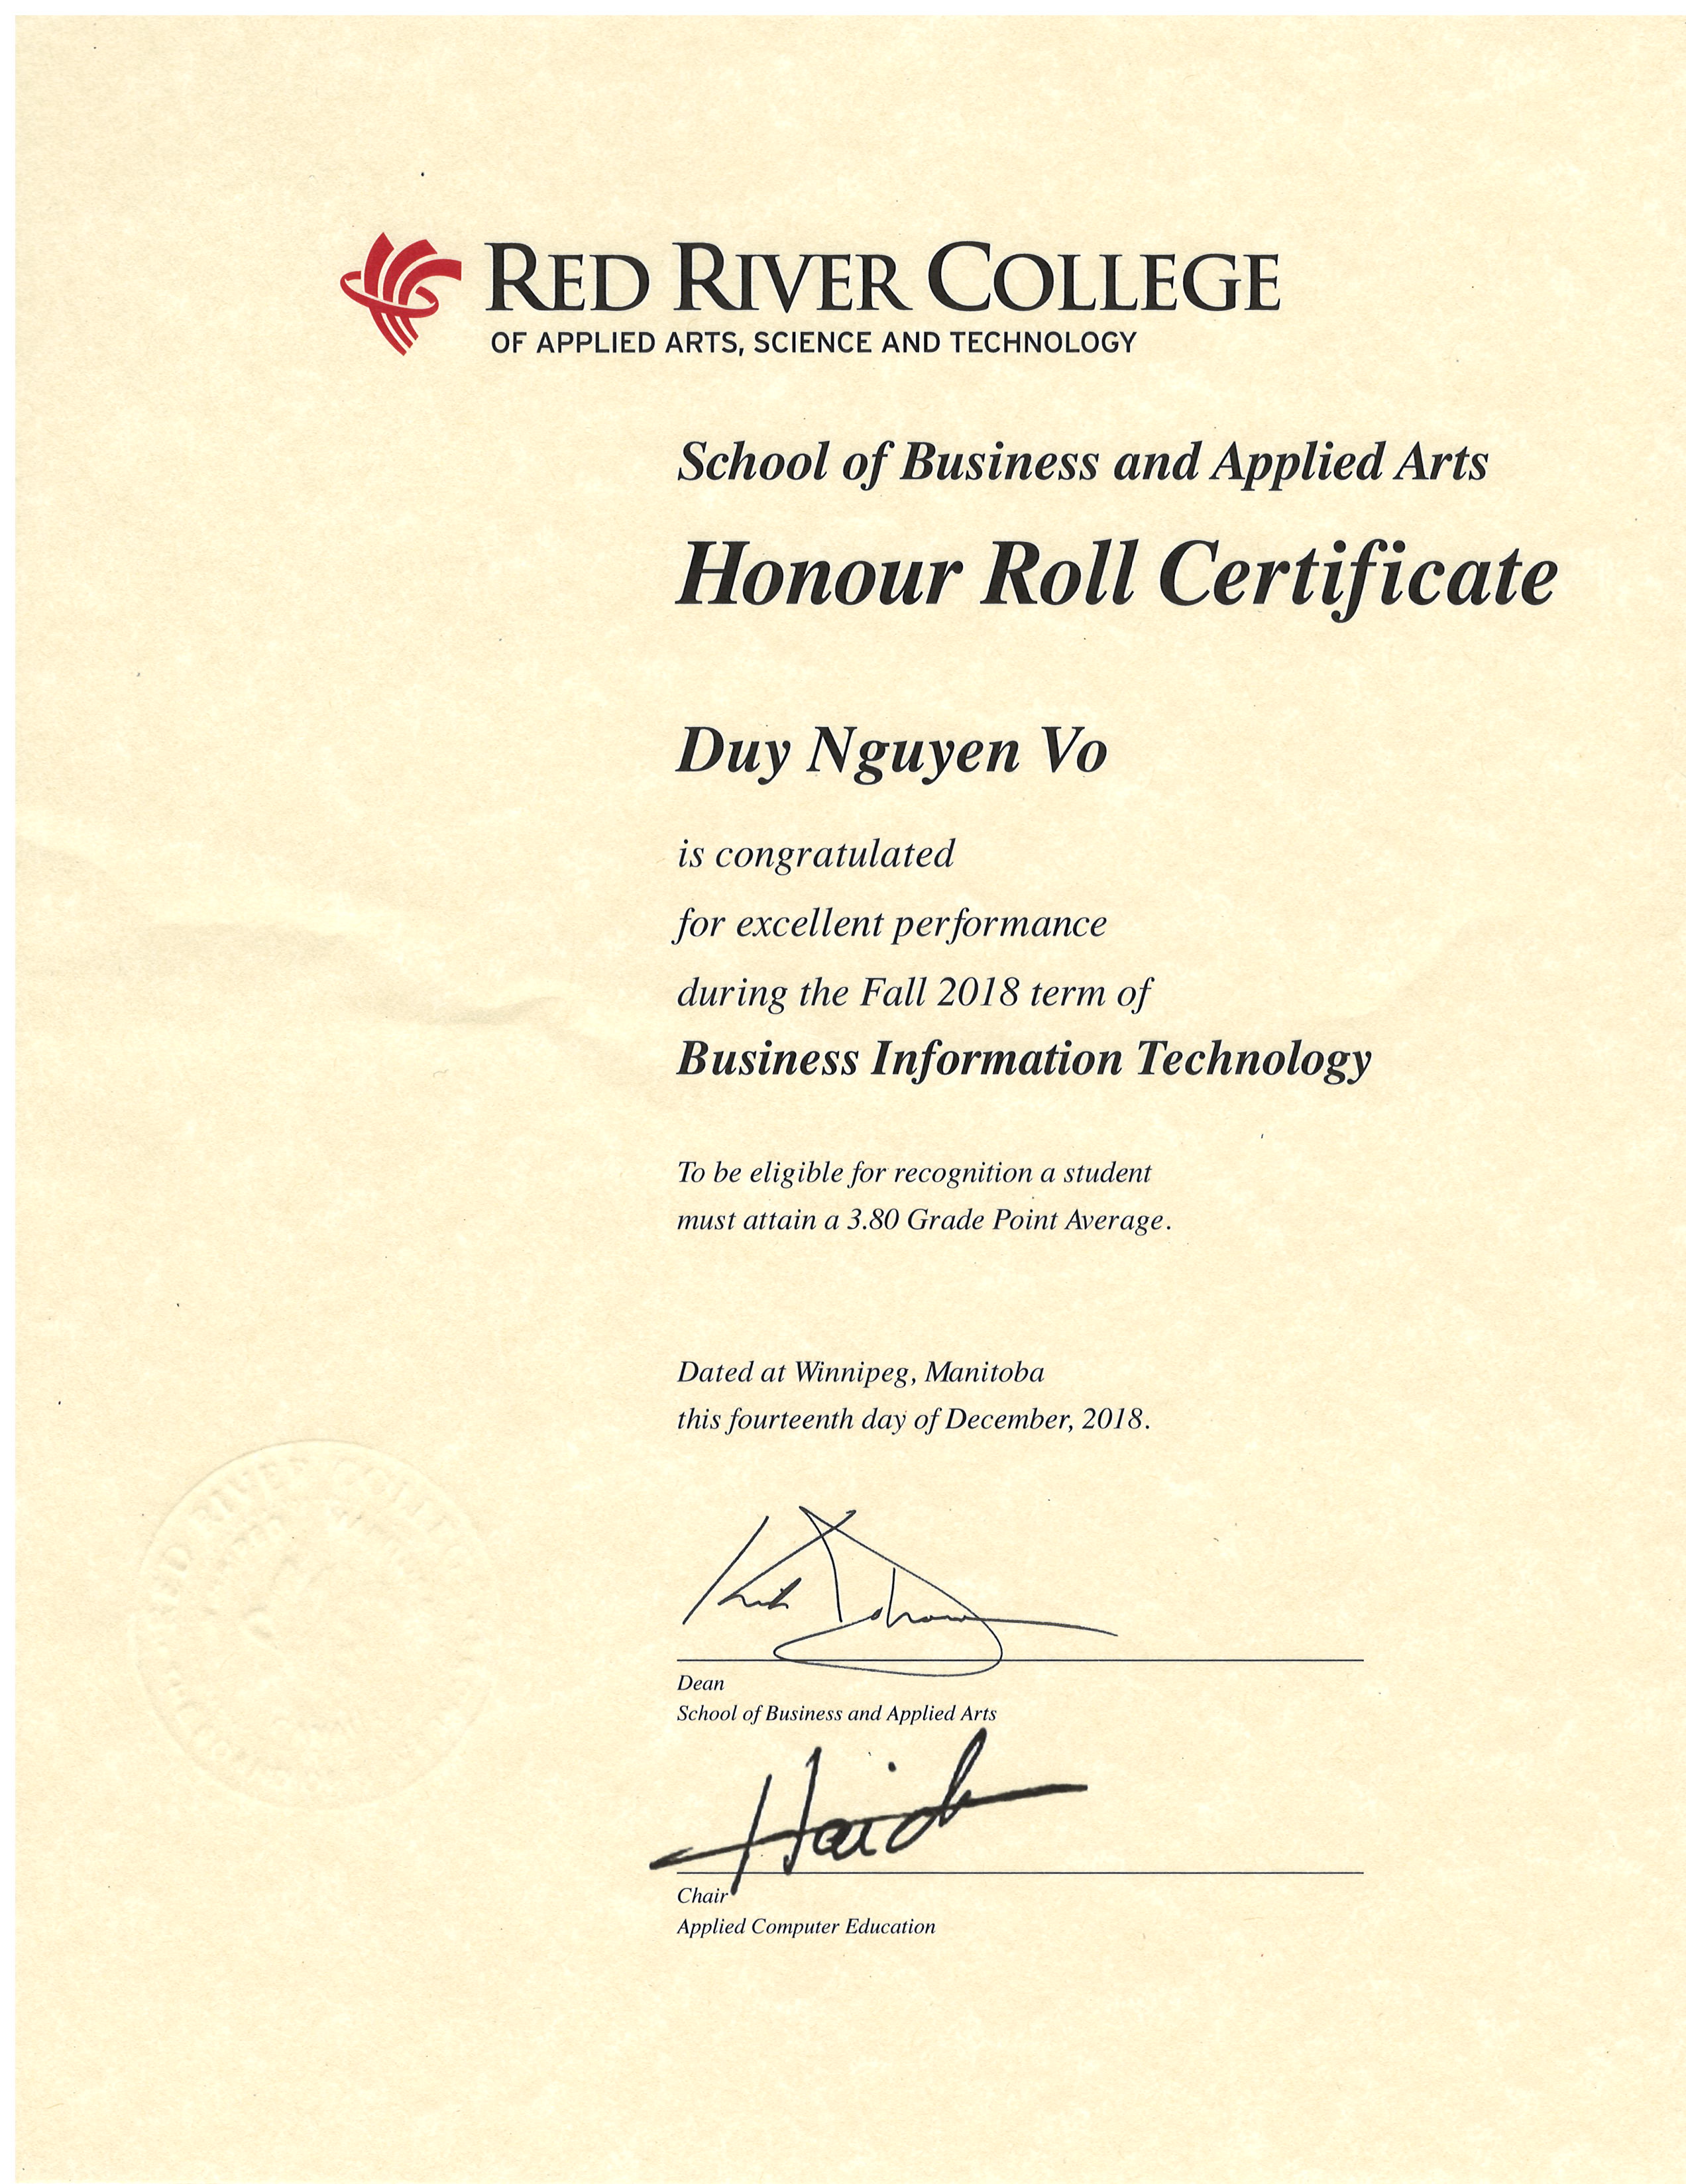 RED RIVER COLLEGE
OF APPLIED ARTS, SCIENCE AND TECHNOLOGY
School of Business and Applied Arts
Honour Roll Certificate
Duy Nguyen Vo
is congratulated
for excellent performance
during the Fall 2018 term of
Business Information Technology
To be eligible for recognition a student
must attain a 3.80 Grade Point Average.
Dated at Winnipeg, Manitoba
this fourteenth day of December, 2018.
RED RIVER COLLEGE
Dean
School of Business and Applied Arts
Chair
Applied Computer Education